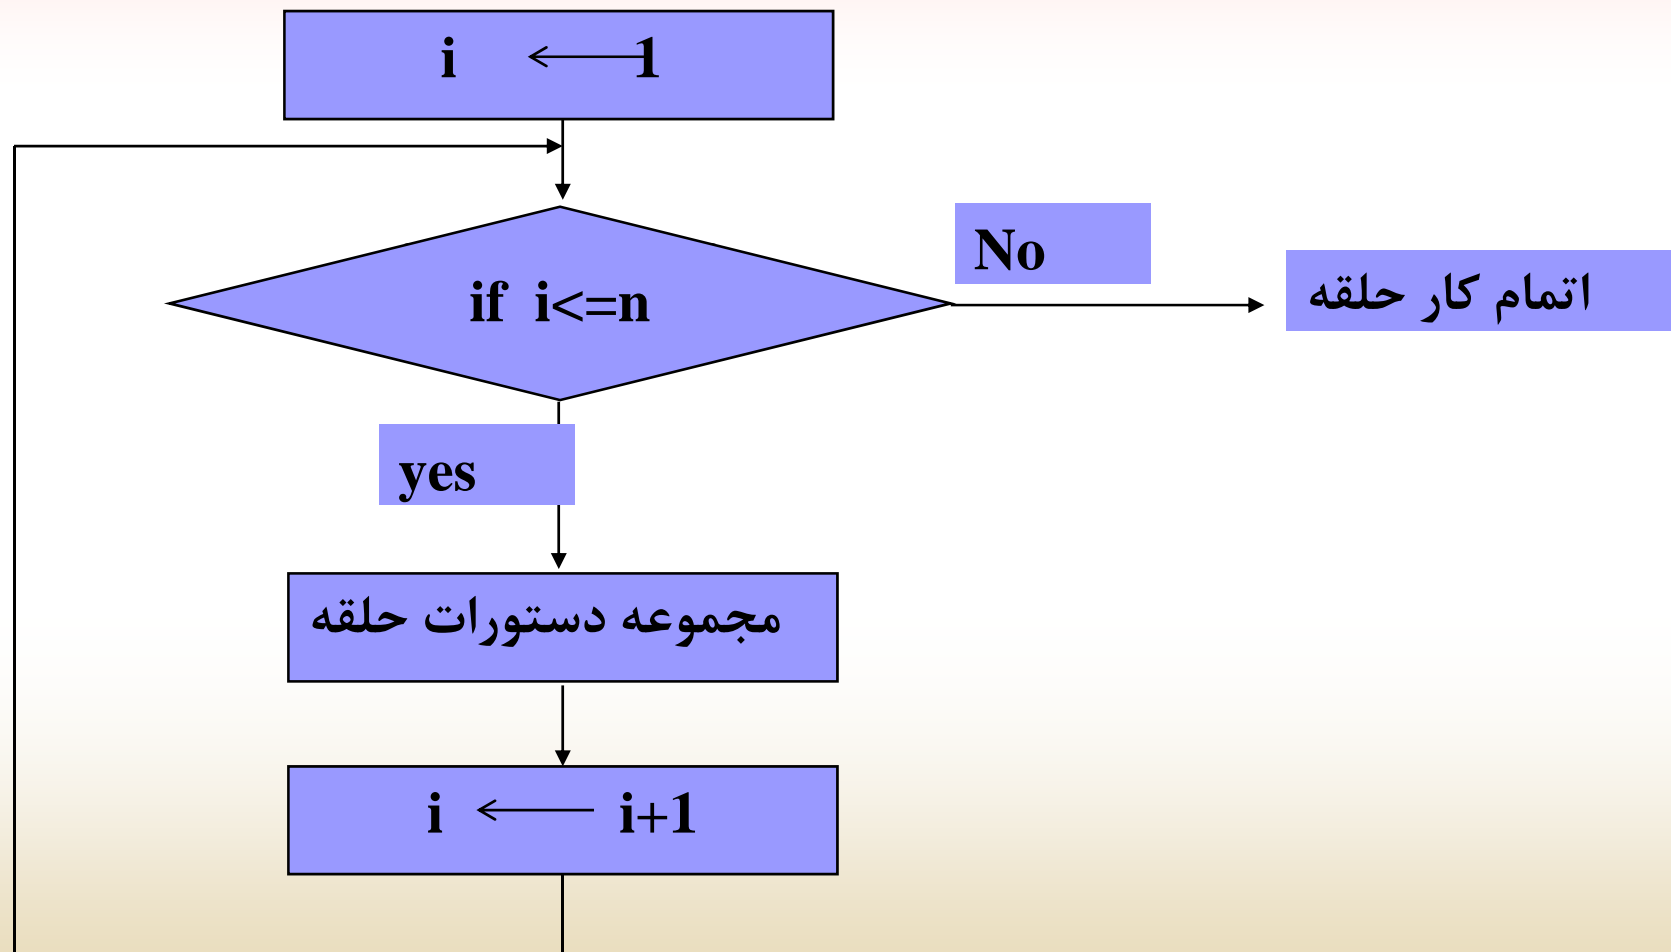 i ← 1
if i<=n
No
اتمام کار حلقه
yes
مجموعه دستورات حلقه
i ← i+1